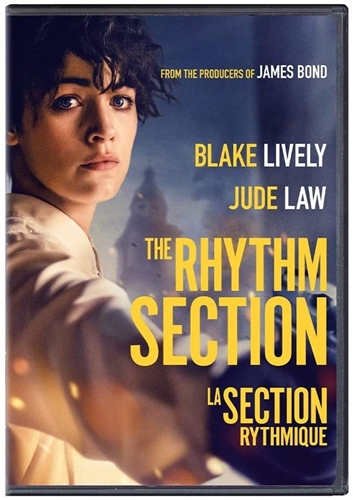 FROM THE PRODUCERS OF JAMES BOND
BLAKE LIVELY
JUDE LAW
THE RHYTHM
SECTION
LA SECTION
RYTHMIQUE